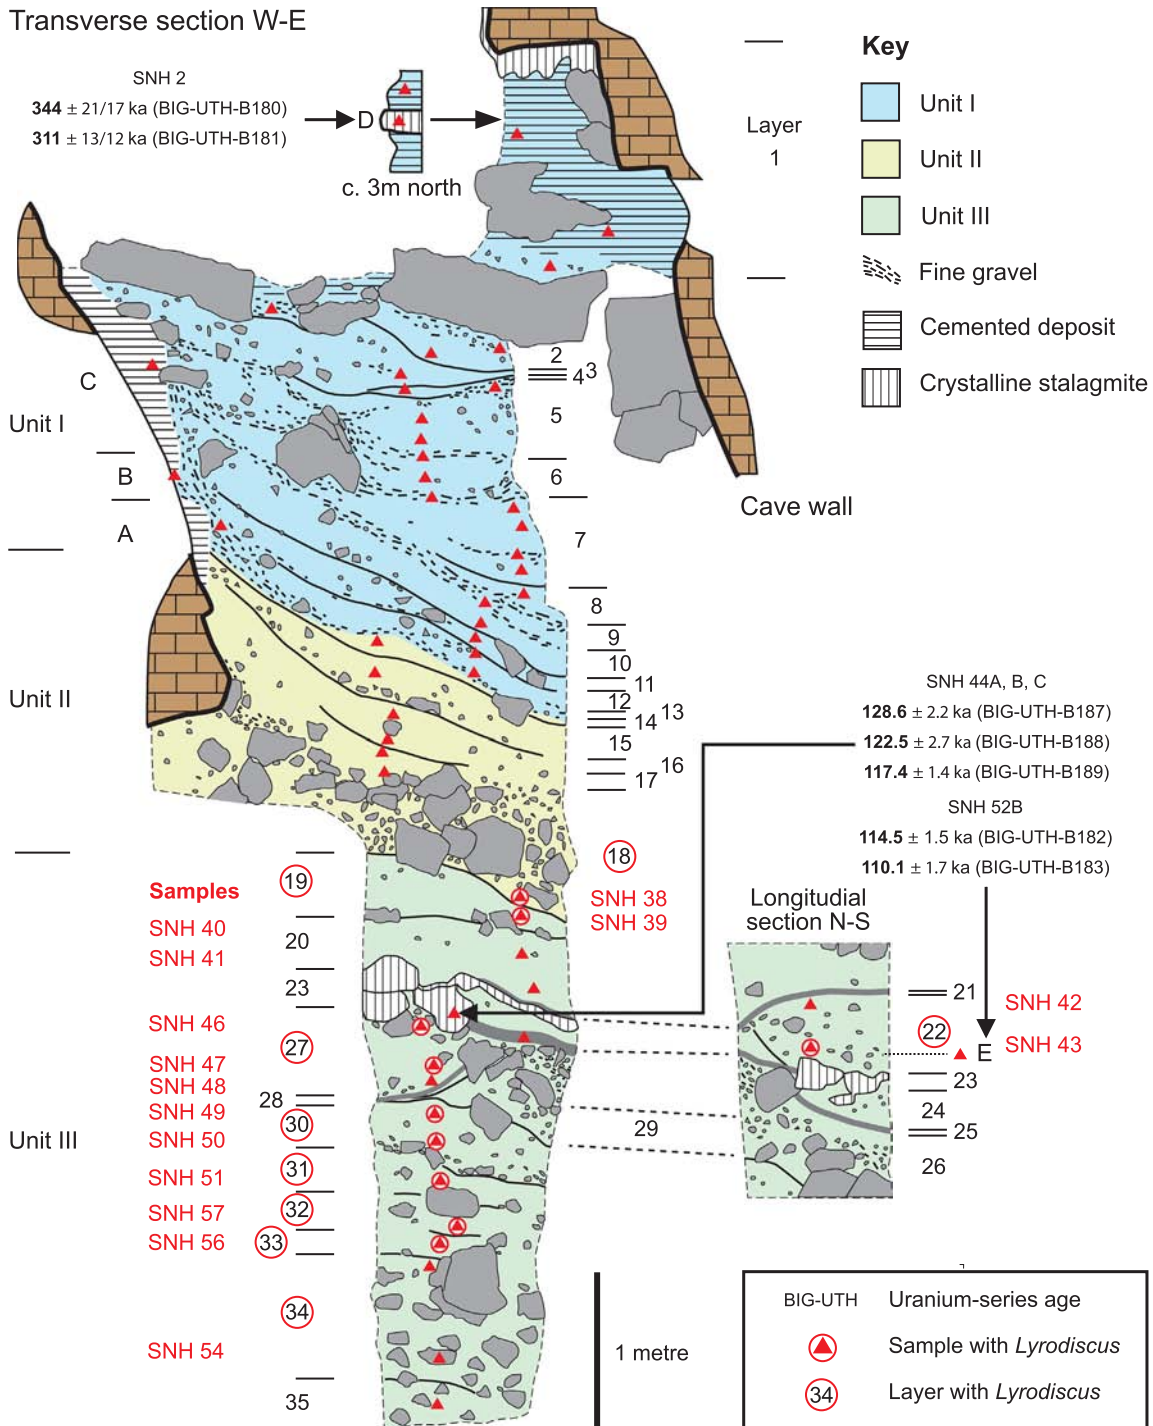 Transverse section W-E
SNH 2
344 ± 21/17 ka (BIG-UTH-B180)
311 ± 13/12 ka (BIG-UTH-B181)
D
c. 3m north
Layer
1
Key
Unit I
Unit II
Unit III
Fine gravel
Cemented deposit
Crystalline stalagmite
Cave wall
C
Unit I
B
A
Unit II
2
3
4
5
6
7
8
9
10
11
12
13
14
15
16
17
18
SNH 38
SNH 39
SNH 44A, B, C
128.6 ± 2.2 ka (BIG-UTH-B187)
122.5 ± 2.7 ka (BIG-UTH-B188)
117.4 ± 1.4 ka (BIG-UTH-B189)
SNH 52B
114.5 ± 1.5 ka (BIG-UTH-B182)
110.1 ± 1.7 ka (BIG-UTH-B183)
Longitudial
section N-S
21
SNH 42
22
E
SNH 43
23
24
25
26
Samples
19
SNH 40
20
SNH 41
23
SNH 46
27
SNH 47
SNH 48
28
SNH 49
30
SNH 50
29
Unit III
31
SNH 51
32
SNH 57
33
SNH 56
34
SNH 54
35
1 metre
BIG-UTH Uranium-series age
Sample with Lyrodiscus
34 Layer with Lyrodiscus